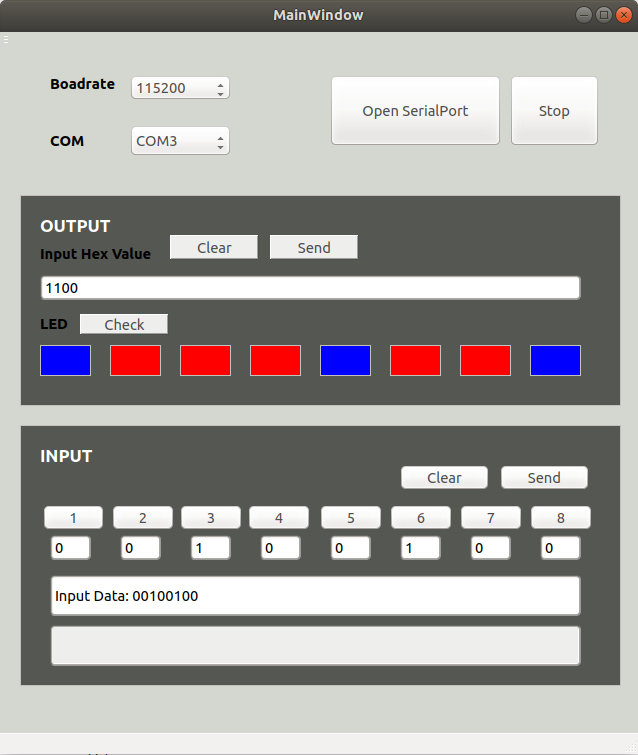 MainWindow
Boadrate 115200
Open SerialPort Stop
COM COM3
OUTPUT
Input Hex Value Clear Send
1100
LED Check
INPUT
Clear Send
1 2 3 4 5 6 7 8
0 0 1 0 0 1 0 0
Input Data: 00100100